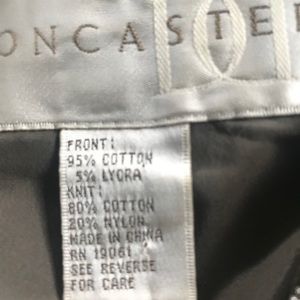 ONCASTE
FRONT:
95% COTTON
5% LYCRA
KNIT:
80% COTTON
20% NYLON
MADE IN CHINA
RN 19061
SEE REVERSE
FOR CARE